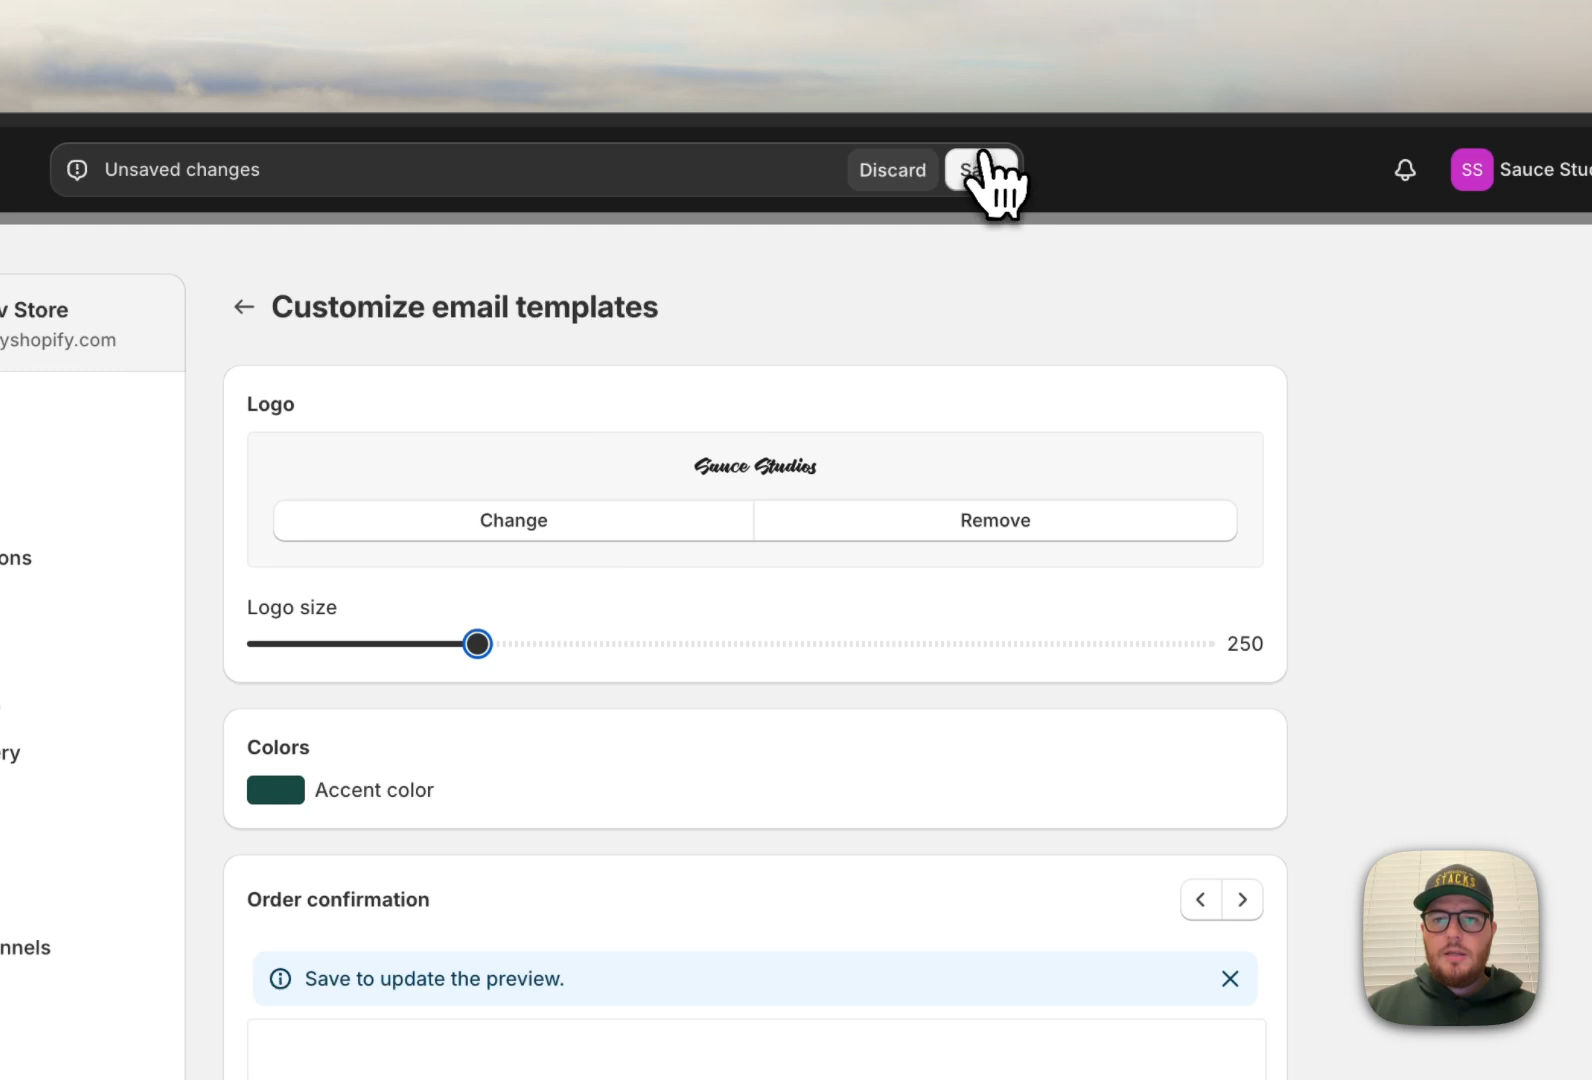 Unsaved changes
Discard
SS
Sauce Stu
Store
yshopify.com
Customize email templates
Logo
Sauce Studios
Change
Remove
ons
Logo size
250
Colors
ry
Accent color
Order confirmation
nnels
Save to update the preview.
STACKS